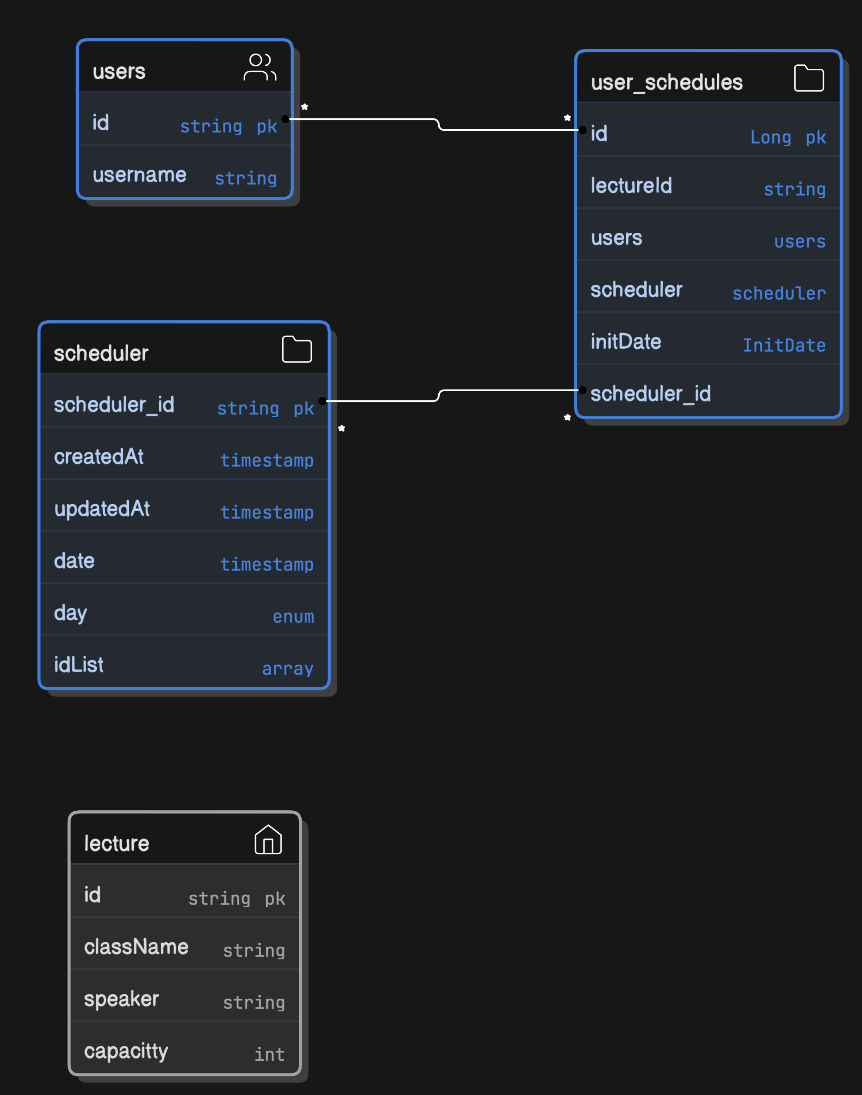 users
id string pk
username string
*
*
user_schedules
id Long pk
lectureId string
users users
scheduler scheduler
initDate InitDate
scheduler_id
*
scheduler
scheduler_id string pk
*
createdAt timestamp
updatedAt timestamp
date timestamp
day enum
idList array
lecture
id string pk
className string
speaker string
capacitty int